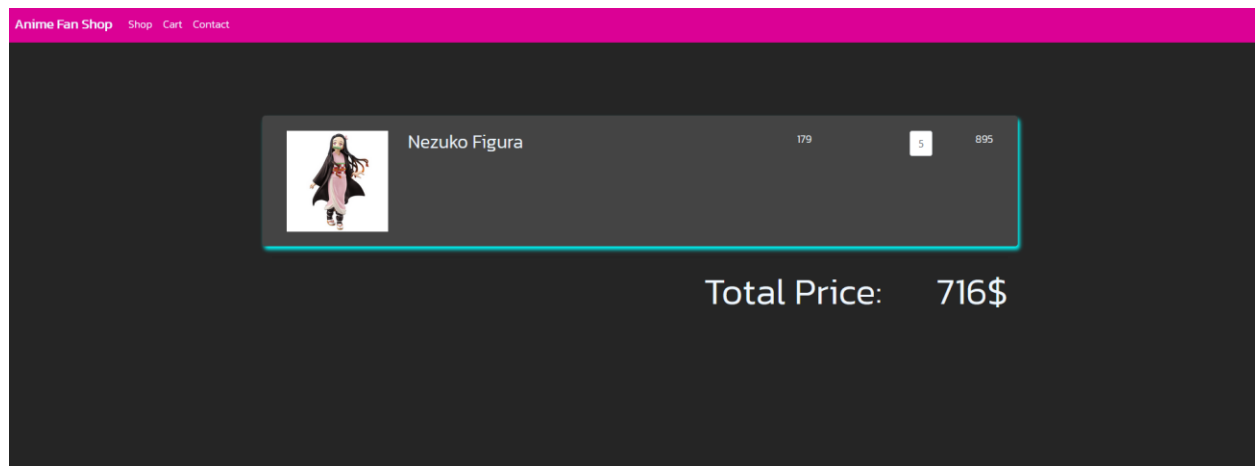 Anime Fan Shop Shop Cart Contact
Nezuko Figura 179 5 895
Total Price: 716$